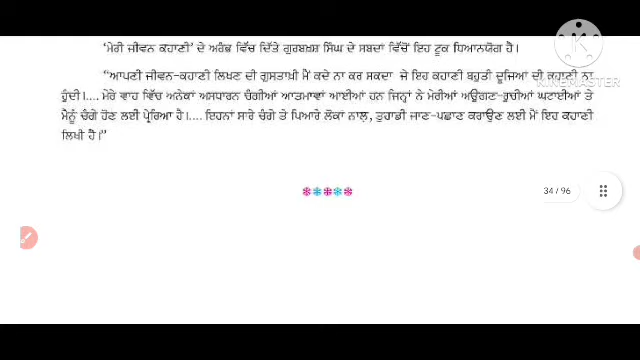 'ਮੇਰੀ ਜੀਵਨ ਕਹਾਣੀ' ਦੇ ਅਰੰਭ ਵਿੱਚ ਦਿੱਤੇ ਗੁਰਬਖ਼ਸ਼ ਸਿੰਘ ਦੇ ਸ਼ਬਦਾਂ ਵਿੱਚੋਂ ਇਹ ਟੂਕ ਧਿਆਨਯੋਗ ਹੈ।
"ਆਪਣੀ ਜੀਵਨ-ਕਹਾਣੀ ਲਿਖਣ ਦੀ ਗੁਸਤਾਖ਼ੀ ਮੈਂ ਕਦੇ ਨਾ ਕਰ ਸਕਦਾ ਜੇ ਇਹ ਕਹਾਣੀ ਬਹੁਤੀ ਦੂਜਿਆਂ ਦੀ ਕਹਾਣੀ ਨਾ
ਹੁੰਦੀ।.... ਮੇਰੇ ਵਾਹ ਵਿੱਚ ਅਨੇਕਾਂ ਅਸਧਾਰਨ ਚੰਗੀਆਂ ਆਤਮਾਵਾਂ ਆਈਆਂ ਹਨ ਜਿਨ੍ਹਾਂ ਨੇ ਮੇਰੀਆਂ ਅਉਗਣ-ਰੁਚੀਆਂ ਘਟਾਈਆਂ ਤੇ
ਮੈਨੂੰ ਚੰਗੇ ਹੋਣ ਲਈ ਪ੍ਰੇਰਿਆ ਹੈ।.... ਇਹਨਾਂ ਸਾਰੇ ਚੰਗੇ ਤੇ ਪਿਆਰੇ ਲੋਕਾਂ ਨਾਲ, ਤੁਹਾਡੀ ਜਾਣ-ਪਛਾਣ ਕਰਾਉਣ ਲਈ ਮੈਂ ਇਹ ਕਹਾਣੀ
ਲਿਖੀ ਹੈ।"
34 / 96
KINEMASTER